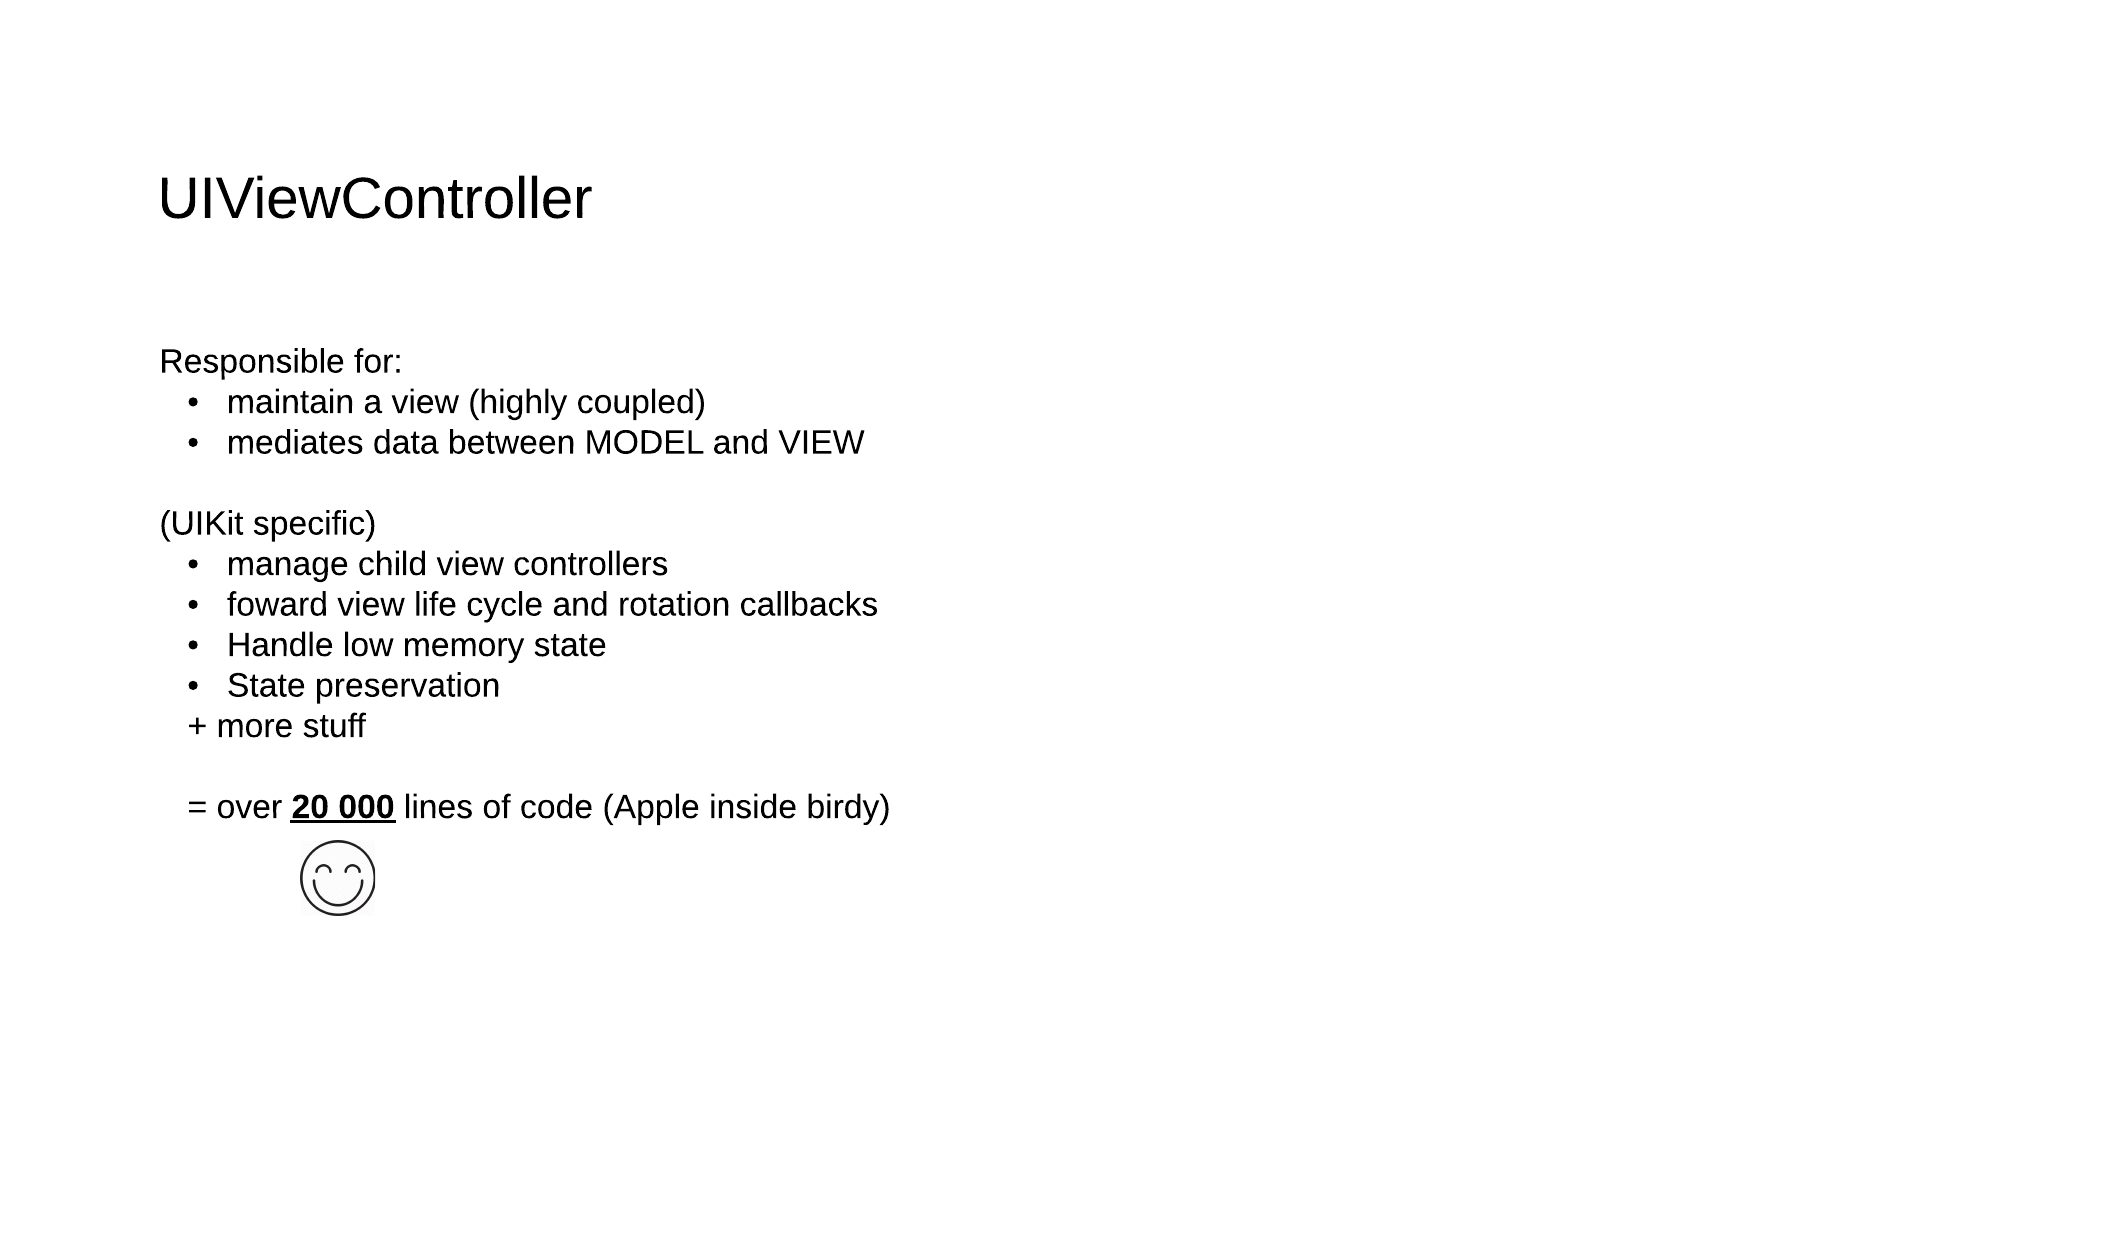 UIViewController
Responsible for:
• maintain a view (highly coupled)
• mediates data between MODEL and VIEW
(UIKit specific)
• manage child view controllers
• foward view life cycle and rotation callbacks
• Handle low memory state
• State preservation
+ more stuff
= over 20 000 lines of code (Apple inside birdy)